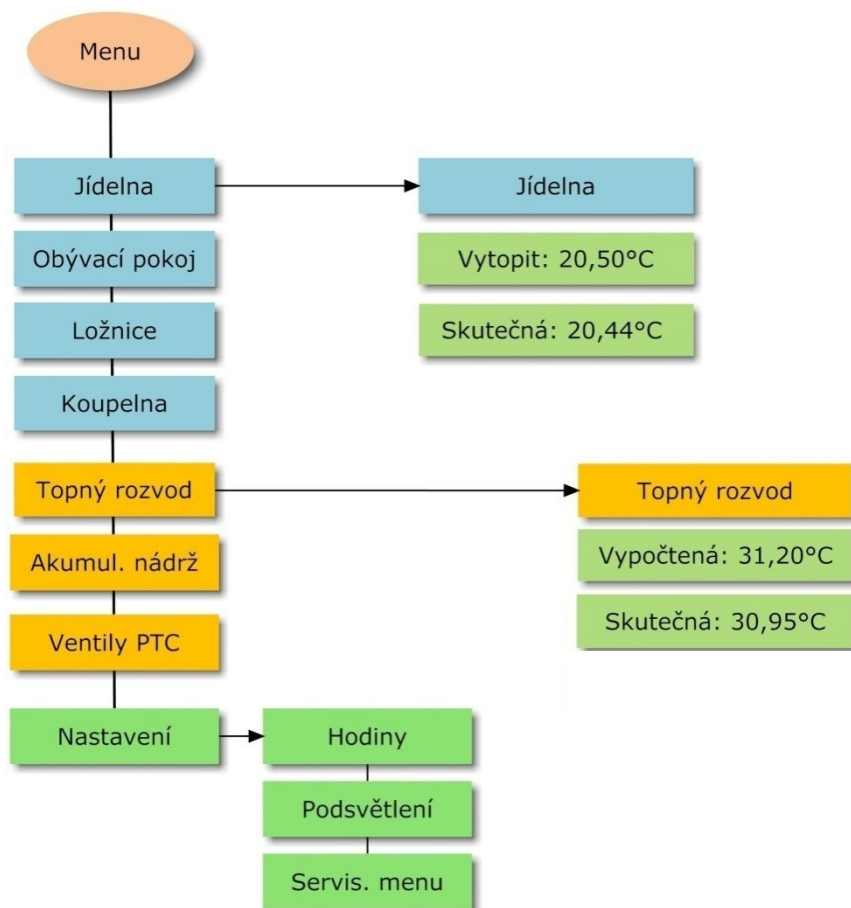 Menu
Jídelna
Jídelna
Obývací pokoj
Vytopit: 20,50°C
Ložnice
Skutečná: 20,44°C
Koupelna
Topný rozvod
Topný rozvod
Akumul. nádrž
Vypočtená: 31,20°C
Ventily PTC
Skutečná: 30,95°C
Nastavení
Hodiny
Podsvětlení
Servis. menu